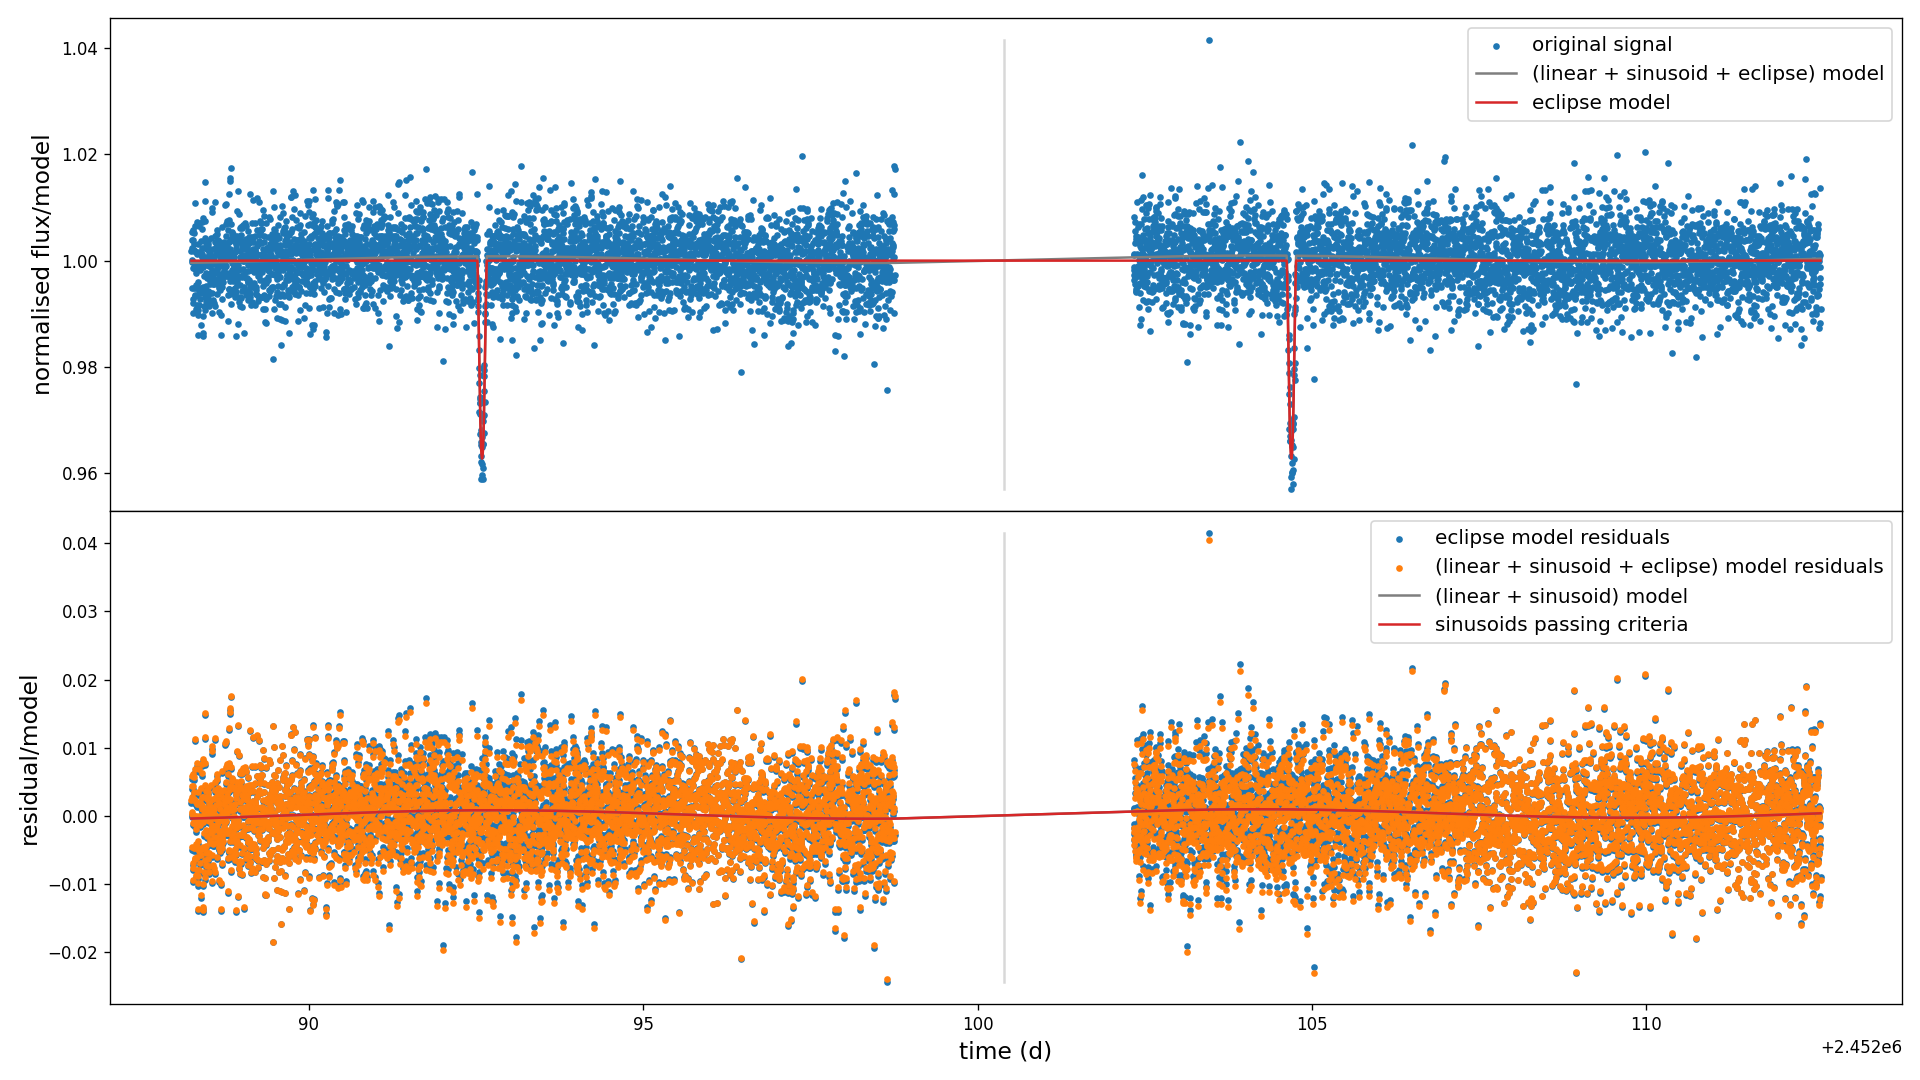 normalised flux/model
1.04
1.02
1.00
0.98
0.96
original signal
(linear + sinusoid + eclipse) model
eclipse model
residual/model
0.04
0.03
0.02
0.01
0.00
−0.01
−0.02
eclipse model residuals
(linear + sinusoid + eclipse) model residuals
(linear + sinusoid) model
sinusoids passing criteria
90
95
100
105
110
time (d)
+2.452e6